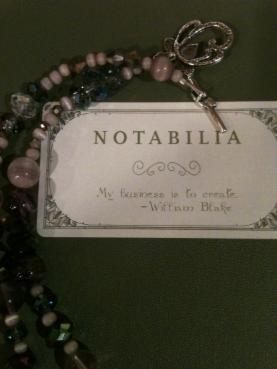 NOTABILIA
My business is to create.
-William Blake